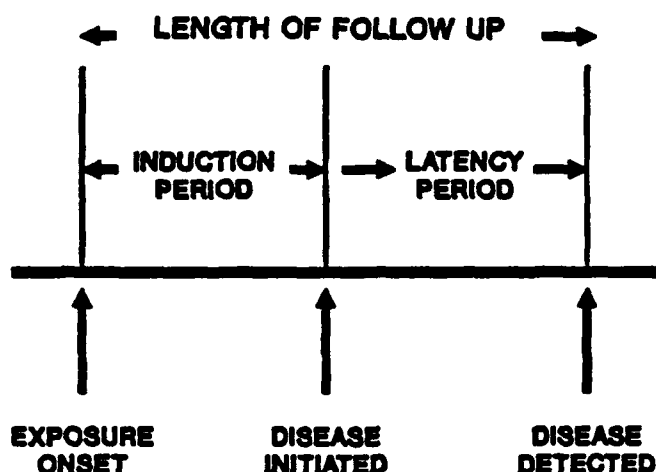 LENGTH OF FOLLOW UP
INDUCTION
PERIOD
LATENCY
PERIOD
EXPOSURE
ONSET
DISEASE
INITIATED
DISEASE
DETECTED